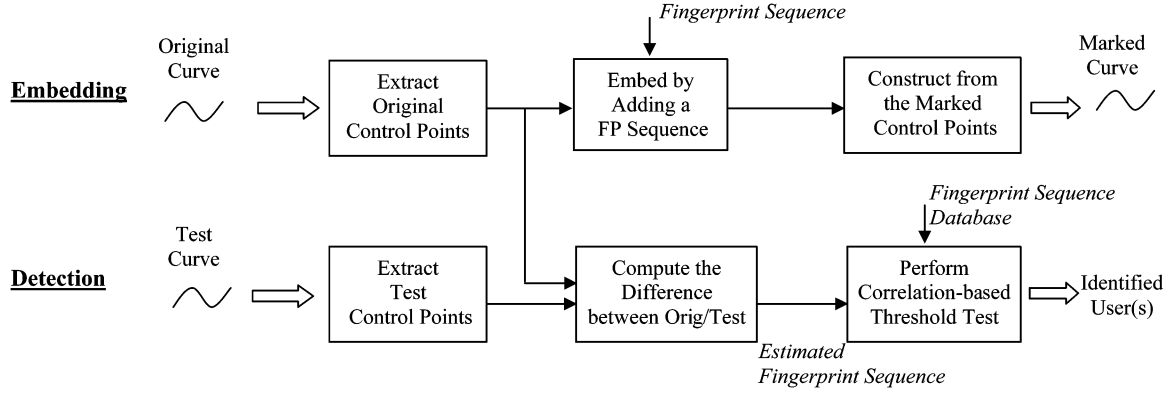 Fingerprint Sequence
Embedding
Original
Curve
Extract
Original
Control Points
Embed by
Adding a
FP Sequence
Construct from
the Marked
Control Points
Marked
Curve
Fingerprint Sequence
Database
Detection
Test
Curve
Extract
Test
Control Points
Compute the
Difference
between Orig/Test
Estimated
Fingerprint Sequence
Perform
Correlation-based
Threshold Test
Identified
User(s)